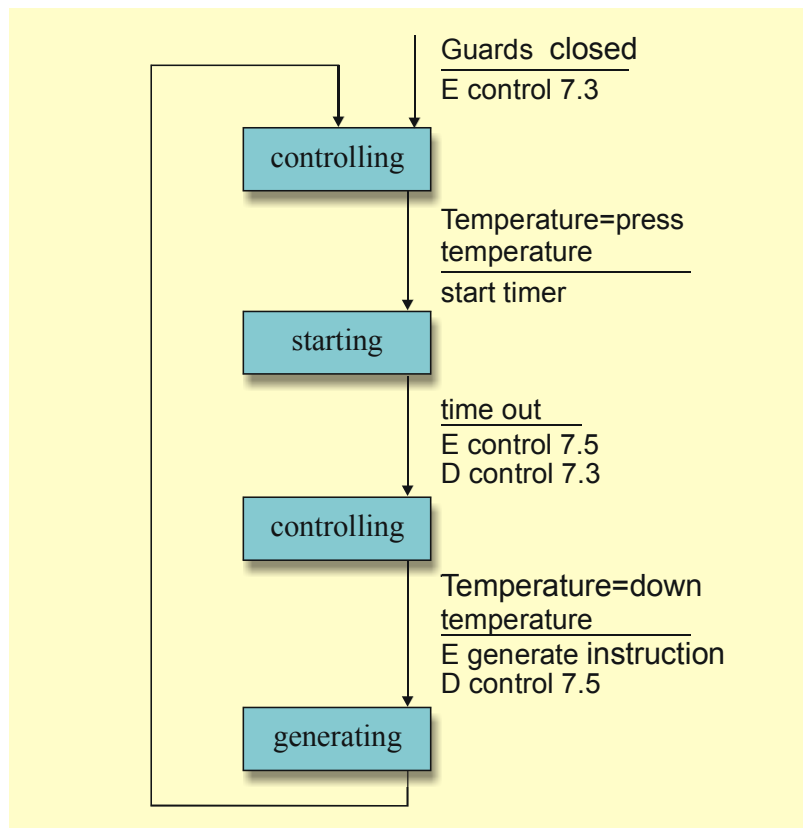 Guards closed
E control 7.3
controlling
Temperature=press
temperature
start timer
starting
time out
E control 7.5
D control 7.3
controlling
Temperature=down
temperature
E generate instruction
D control 7.5
generating